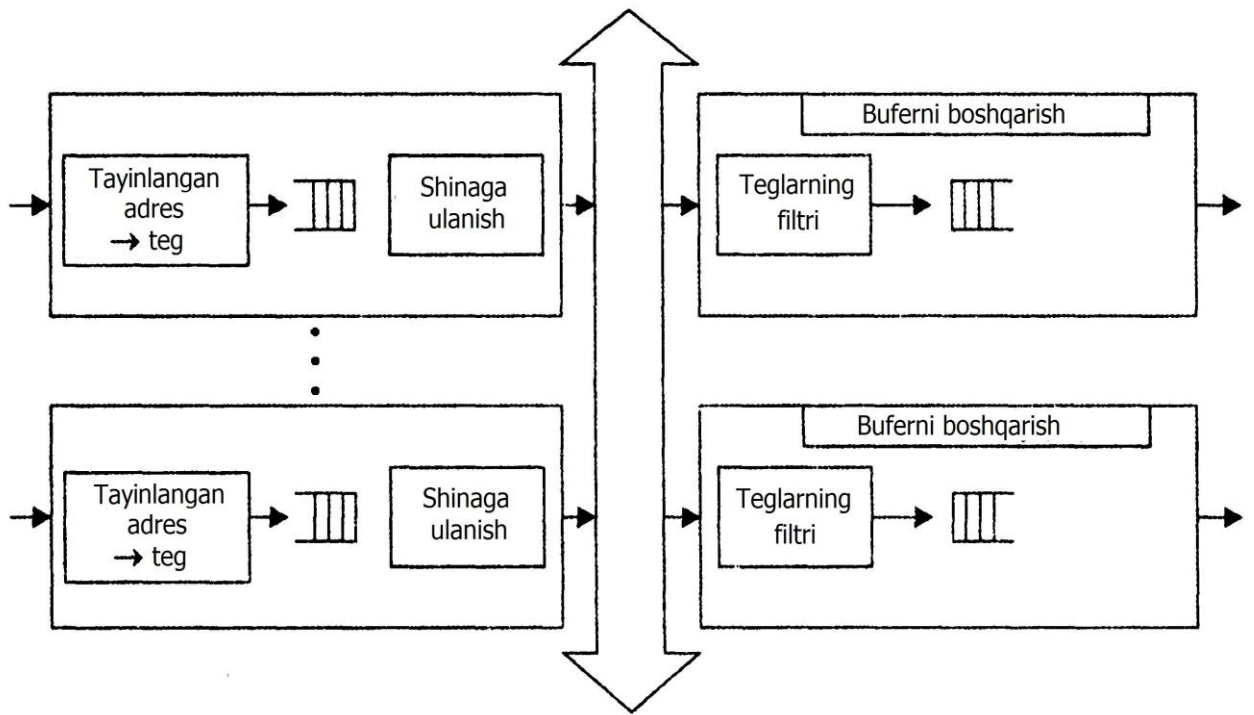 Buferni boshqarish
Tayinlangan
adres
→ teg
Shinaga
ulanish
Teglarning
filtri
Buferni boshqarish
Tayinlangan
adres
→ teg
Shinaga
ulanish
Teglarning
filtri